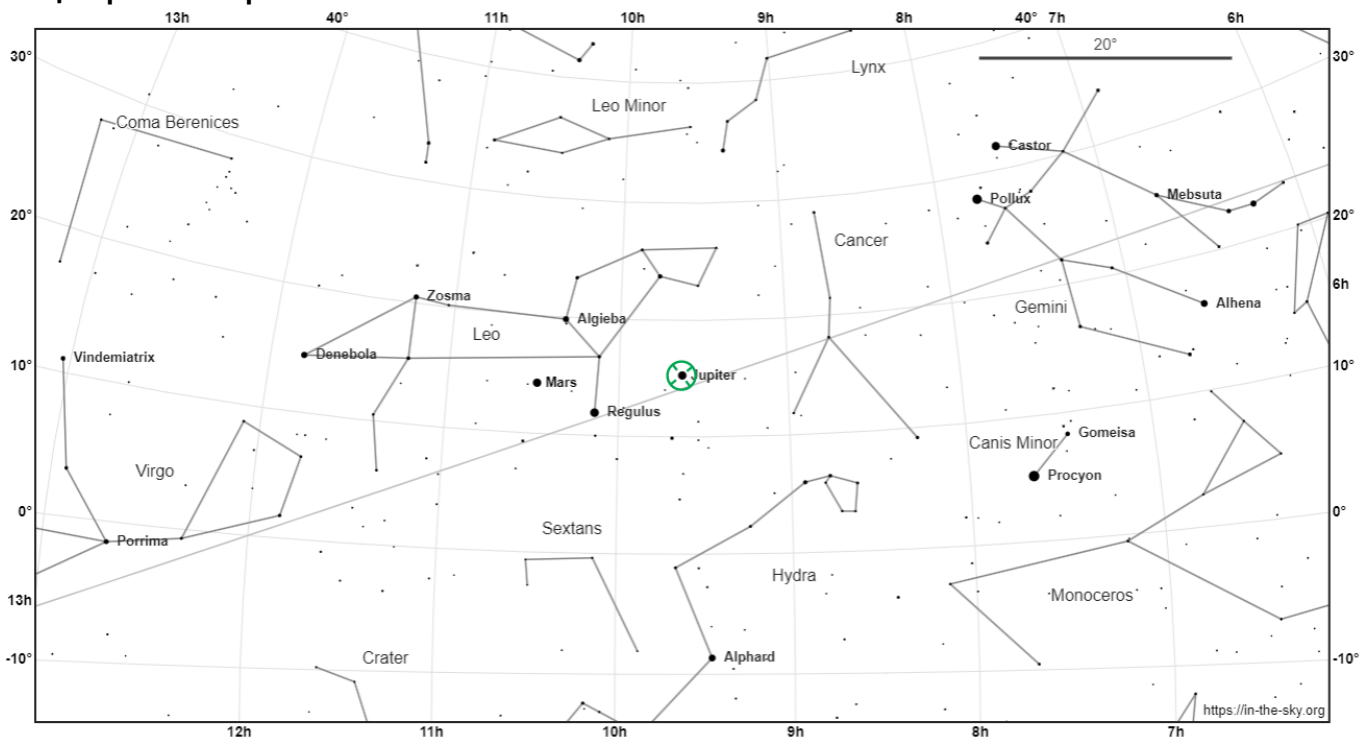 13h 40° 11h 10h 9h 8h 40° 7h 6h
30° 20° 30°
Lynx
Leo Minor
Coma Berenices
Castor
Pollux Mebsuta
20° 20°
Cancer
6h
Zosma Alhena
Gemini
Algieba
Leo
Vindemiatrix Denebola
10° 10°
Mars Jupiter
Regulus
Gomeisa
Canis Minor
Virgo
Procyon
0° 0°
Sextans
Porrima
Hydra
13h Monoceros
Crater Alphard
-10° -10°
https://in-the-sky.org
12h 11h 10h 9h 8h 7h